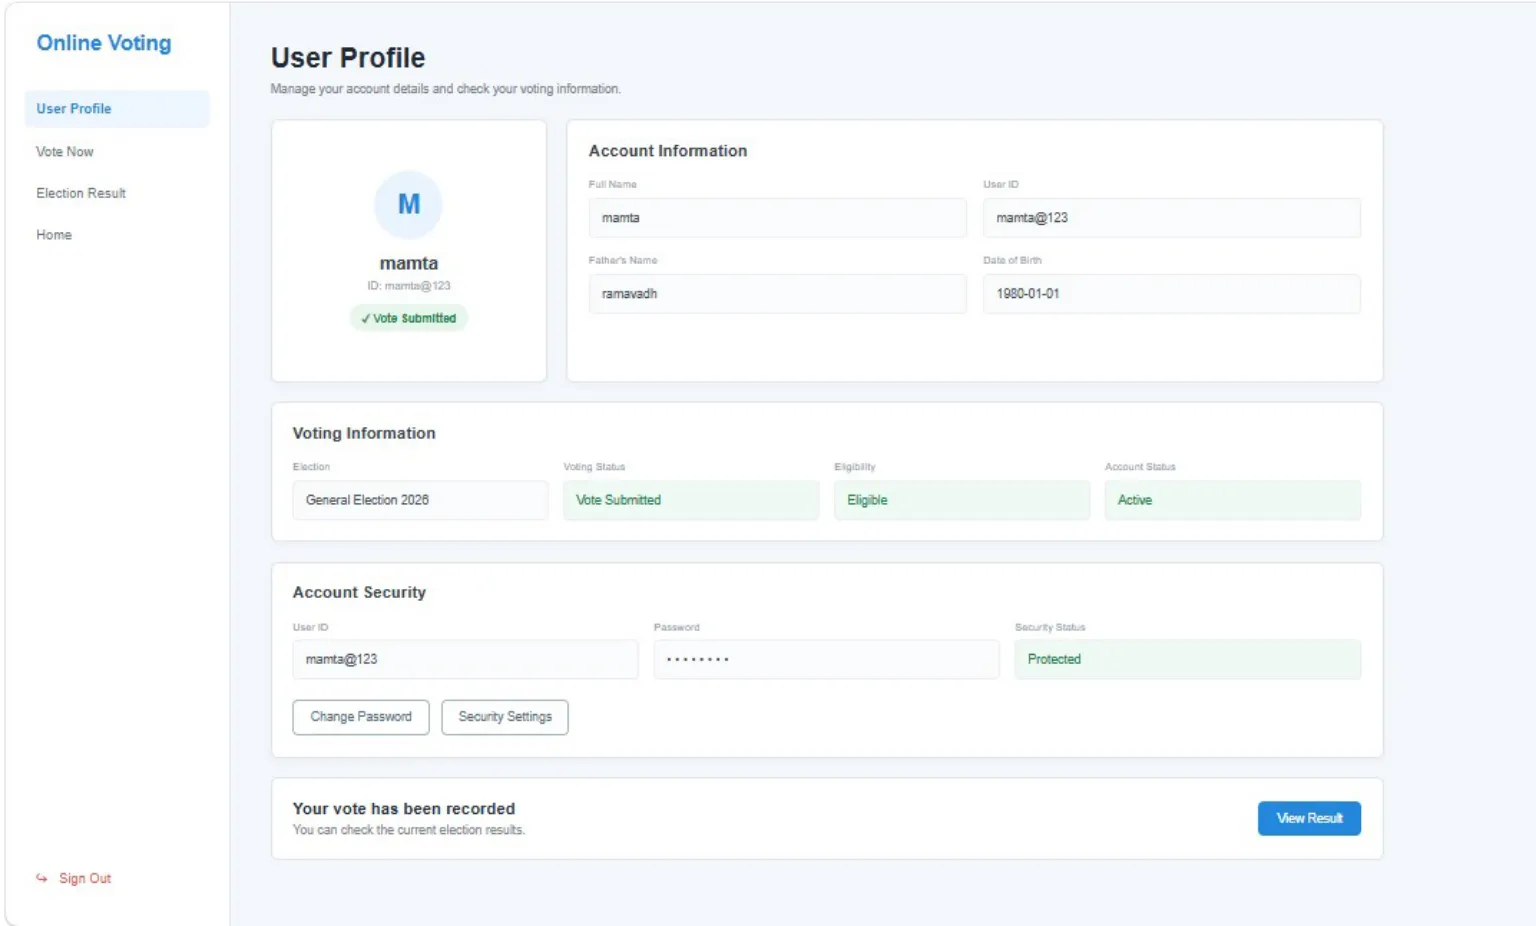 Online Voting
User Profile
Vote Now
Election Result
Home
Sign Out
User Profile
Manage your account details and check your voting information.
M
mamta
ID: mamta@123
✓ Vote Submitted
Account Information
Full Name
User ID
mamta
mamta@123
Father's Name
Date of Birth
ramavadh
1980-01-01
Voting Information
Election
Voting Status
Eligibility
Account Status
General Election 2026
Vote Submitted
Eligible
Active
Account Security
User ID
Password
Security Status
mamta@123
••••••••
Protected
Change Password
Security Settings
Your vote has been recorded
You can check the current election results.
View Result